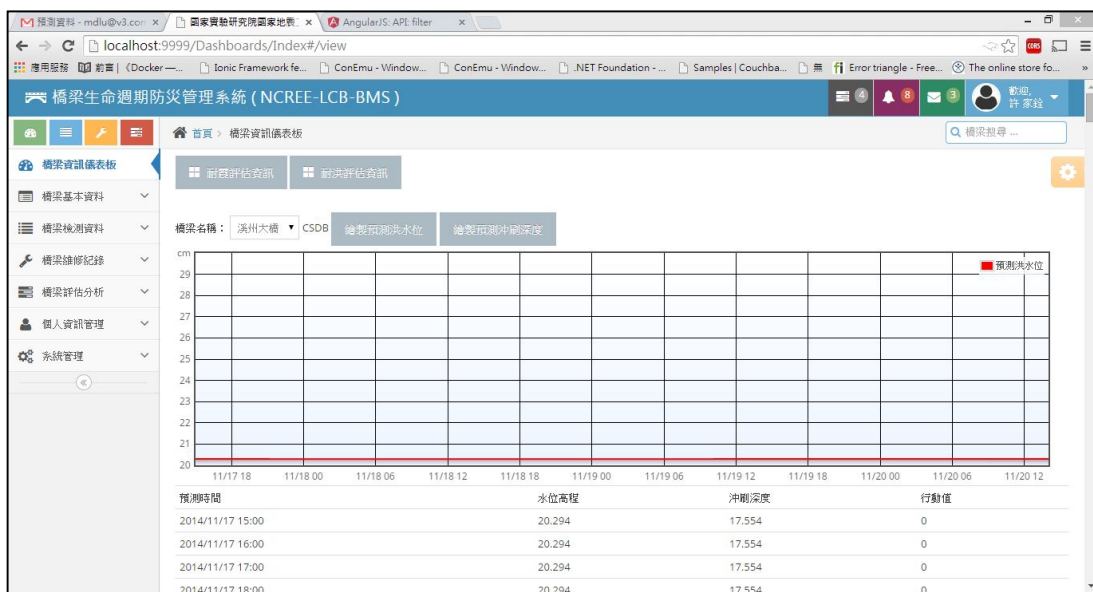 預測資料 - mdlu@v3.con
國家實驗研究院國家地表
AngularJS: API: filter
localhost:9999/Dashboards/Index#/view
應用服務
前言 | 《Docker —...
Ionic Framework fe...
ConEmu - Window...
ConEmu - Window...
.NET Foundation - ...
Samples | Couchba...
無
Error triangle - Free...
The online store fo...
»
橋梁生命週期防災管理系統 ( NCREE-LCB-BMS )
4
8
3
歡迎,
許 家銓
首頁 › 橋梁資訊儀表板
橋梁搜尋 ...
橋梁資訊儀表板
橋梁基本資料
橋梁檢測資料
橋梁維修紀錄
橋梁評估分析
個人資訊管理
系統管理
耐震評估資訊
耐洪評估資訊
橋梁名稱： 溪州大橋 CSDB 繪製預測洪水位 繪製預測沖刷深度
cm
預測洪水位
29
28
27
26
25
24
23
22
21
20
11/17 18 11/18 00 11/18 06 11/18 12 11/18 18 11/19 00 11/19 06 11/19 12 11/19 18 11/20 00 11/20 06 11/20 12
預測時間 水位高程 沖刷深度 行動值
2014/11/17 15:00 20.294 17.554 0
2014/11/17 16:00 20.294 17.554 0
2014/11/17 17:00 20.294 17.554 0
2014/11/17 18:00 20.294 17.554 0